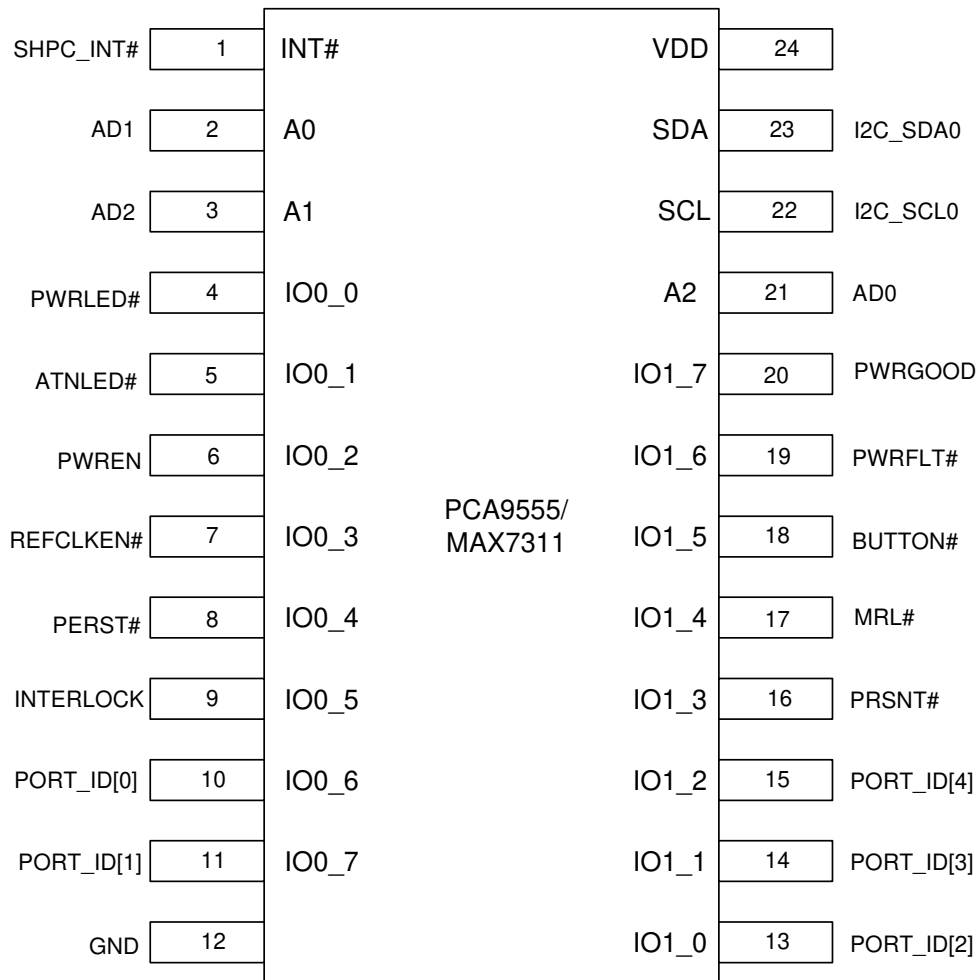 SHPC_INT# 1 INT# VDD 24
AD1 2 A0 SDA 23 I2C_SDA0
AD2 3 A1 SCL 22 I2C_SCL0
PWRLED# 4 IO0_0 A2 21 AD0
ATNLED# 5 IO0_1 IO1_7 20 PWRGOOD
PWREN 6 IO0_2 IO1_6 19 PWRFLT#
PCA9555/
MAX7311
REFCLKEN# 7 IO0_3 IO1_5 18 BUTTON#
PERST# 8 IO0_4 IO1_4 17 MRL#
INTERLOCK 9 IO0_5 IO1_3 16 PRSNT#
PORT_ID[0] 10 IO0_6 IO1_2 15 PORT_ID[4]
PORT_ID[1] 11 IO0_7 IO1_1 14 PORT_ID[3]
GND 12 IO1_0 13 PORT_ID[2]